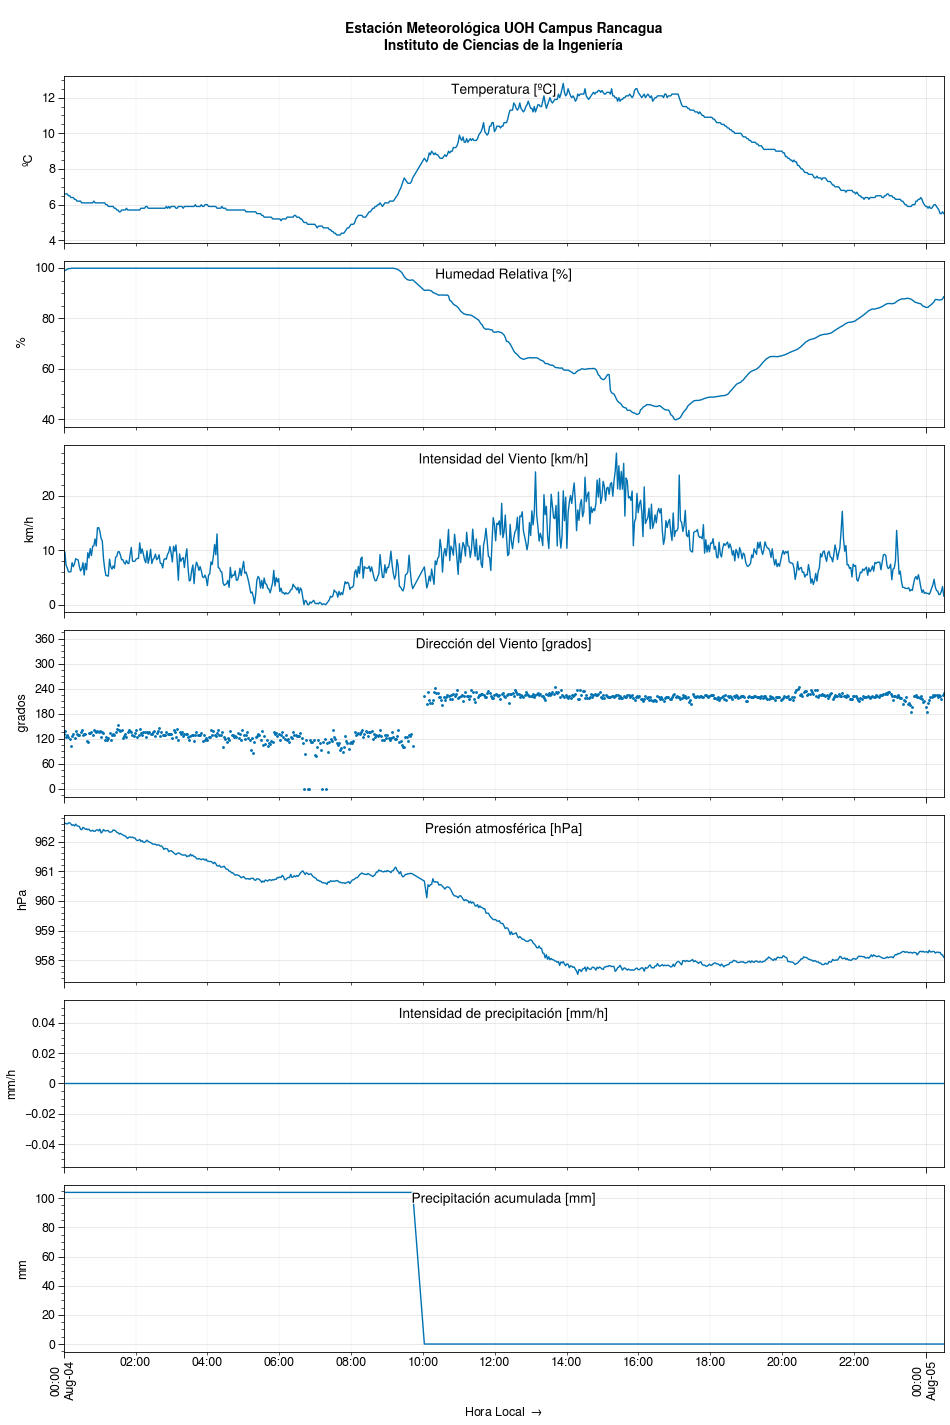 Estación Meteorológica UOH Campus Rancagua
Instituto de Ciencias de la Ingeniería
Temperatura [ºC]
12
10
8
6
4
ºC
Humedad Relativa [%]
100
80
60
40
%
Intensidad del Viento [km/h]
20
10
0
km/h
Dirección del Viento [grados]
360
300
240
180
120
60
0
grados
Presión atmosférica [hPa]
962
961
960
959
958
hPa
Intensidad de precipitación [mm/h]
0.04
0.02
0
−0.02
−0.04
mm/h
Precipitación acumulada [mm]
100
80
60
40
20
0
mm
00:00
Aug-04
02:00
04:00
06:00
08:00
10:00
12:00
14:00
16:00
18:00
20:00
22:00
00:00
Aug-05
Hora Local →